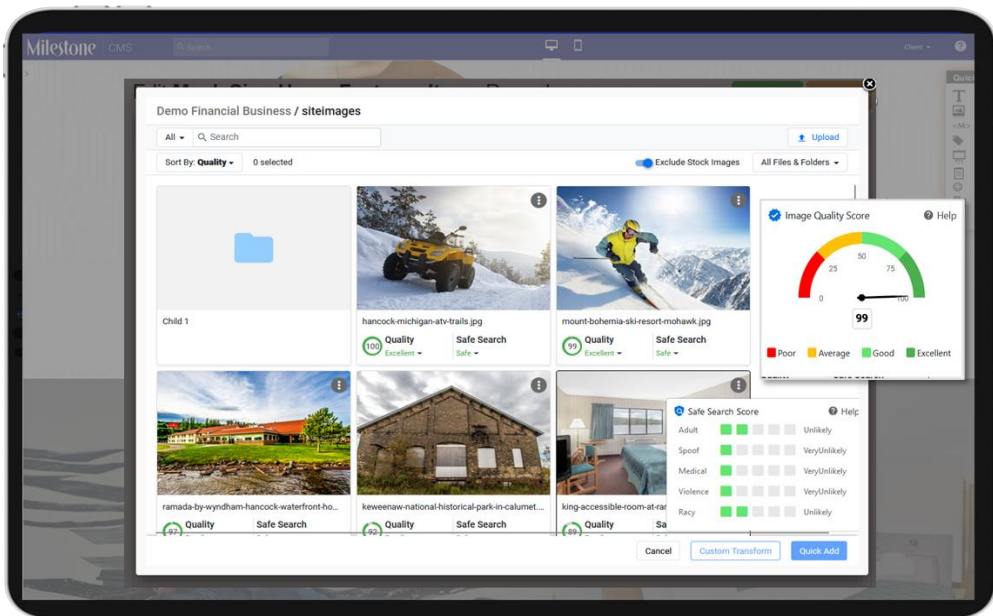 Milestone CMS
Search
Client
Quick
Demo Financial Business / siteimages
All
Search
Upload
Sort By: Quality
0 selected
Exclude Stock Images
All Files & Folders
Child 1
hancock-michigan-atv-trails.jpg
100 Quality Excellent
Safe Search Safe
mount-bohemia-ski-resort-mohawk.jpg
99 Quality Excellent
Safe Search Safe
Image Quality Score
Help
0
25
50
75
100
99
Poor
Average
Good
Excellent
ramada-by-wyndham-hancock-waterfront-ho...
97 Quality
Safe Search
keweenaw-national-historical-park-in-calumet....
92 Quality
Safe Search
king-accessible-room-at-ra
89 Quality
Sa
Safe Search Score
Help
Adult Unlikely
Spoof VeryUnlikely
Medical VeryUnlikely
Violence VeryUnlikely
Racy Unlikely
Cancel
Custom Transform
Quick Add